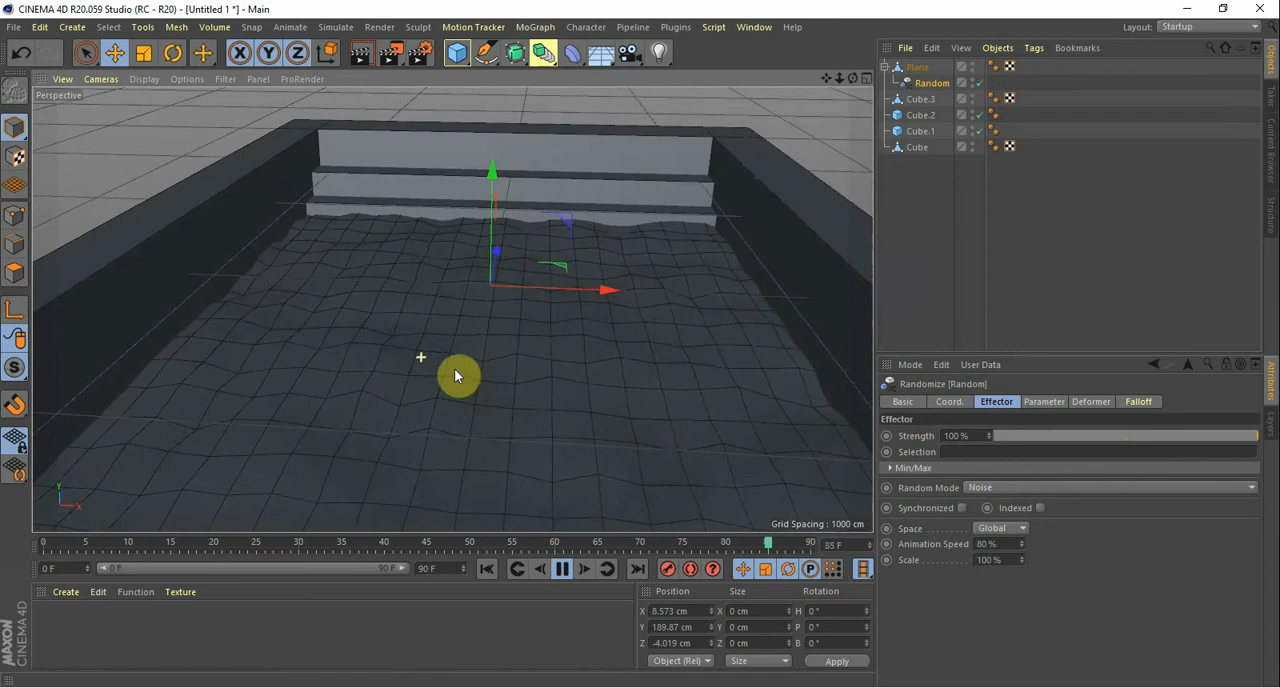 CINEMA 4D R20.059 Studio (RC - R20) - [Untitled 1 *] - Main
File Edit Create Select Tools Mesh Volume Snap Animate Simulate Render Sculpt Motion Tracker MoGraph Character Pipeline Plugins Script Window Help Layout: Startup
X Y Z
File Edit View Objects Tags Bookmarks
View Cameras Display Options Filter Panel ProRender
Perspective
Plane
Random
Cube.3
Cube.2
Cube.1
Cube
Objects
Takes
Content Browser
Structure
Mode Edit User Data
Randomize [Random]
Basic Coord. Effector Parameter Deformer Falloff
Effector
Strength 100 %
Selection
Min/Max
Random Mode Noise
Synchronized Indexed
Space Global
Animation Speed 80 %
Scale 100 %
Attributes
Layers
Y
X
Grid Spacing : 1000 cm
0 5 10 15 20 25 30 35 40 45 50 55 60 65 70 75 80 90 85 F
0 F 0 F 90 F 90 F
P
S
Create Edit Function Texture
Position Size Rotation
X 8.573 cm X 0 cm H 0 °
Y 189.87 cm Y 0 cm P 0 °
Z -4.019 cm Z 0 cm B 0 °
Object (Rel) Size Apply
MAXON
CINEMA 4D